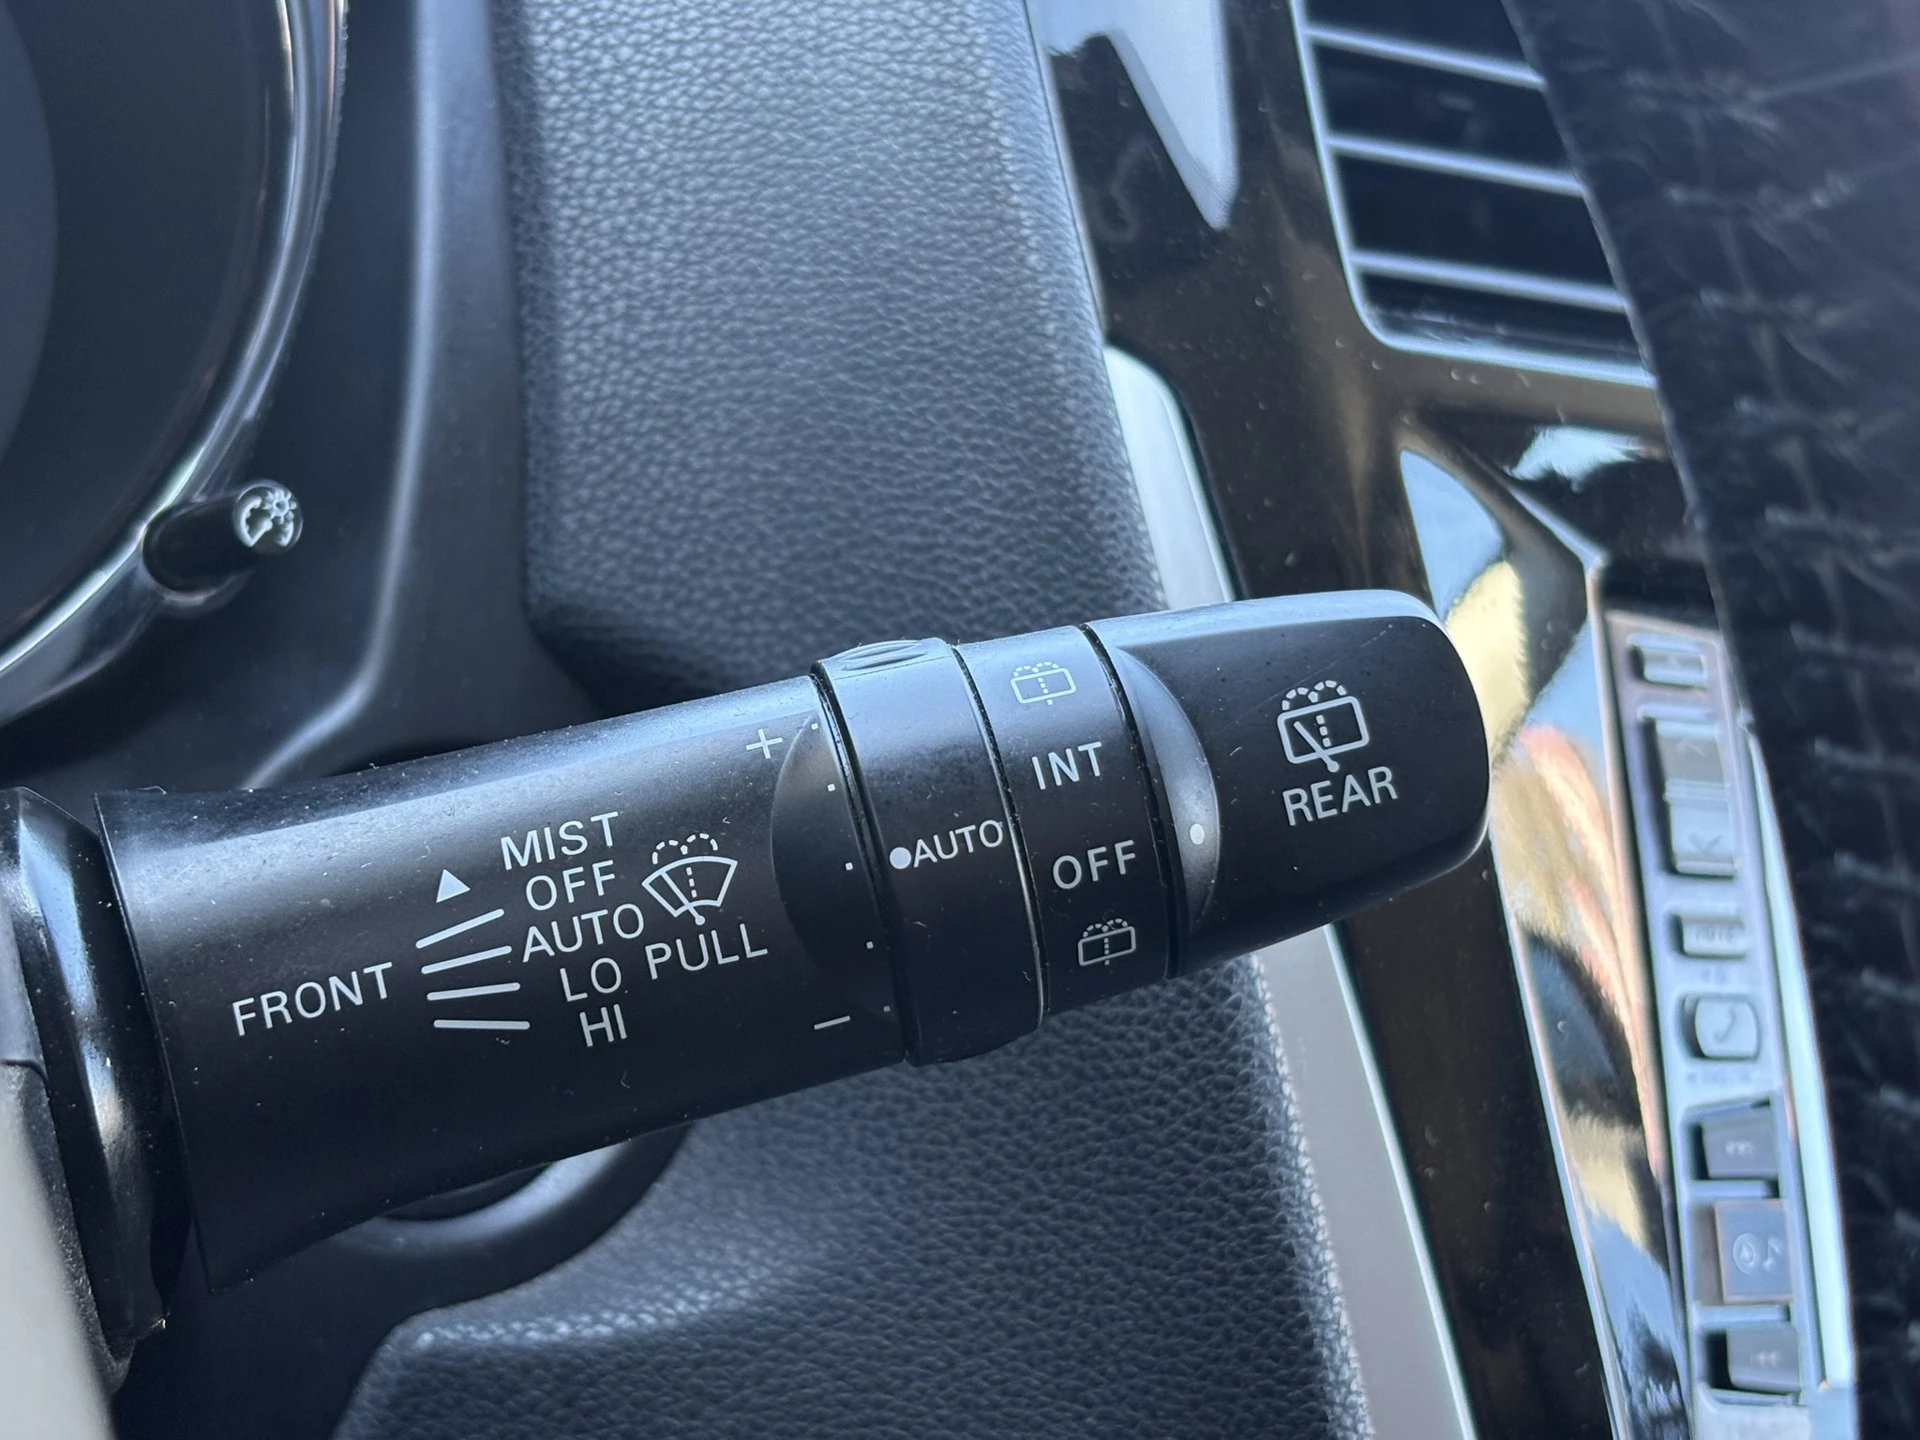 MIST
OFF
AUTO
LO
HI
FRONT
PULL
+
−
●AUTO
INT
OFF
REAR